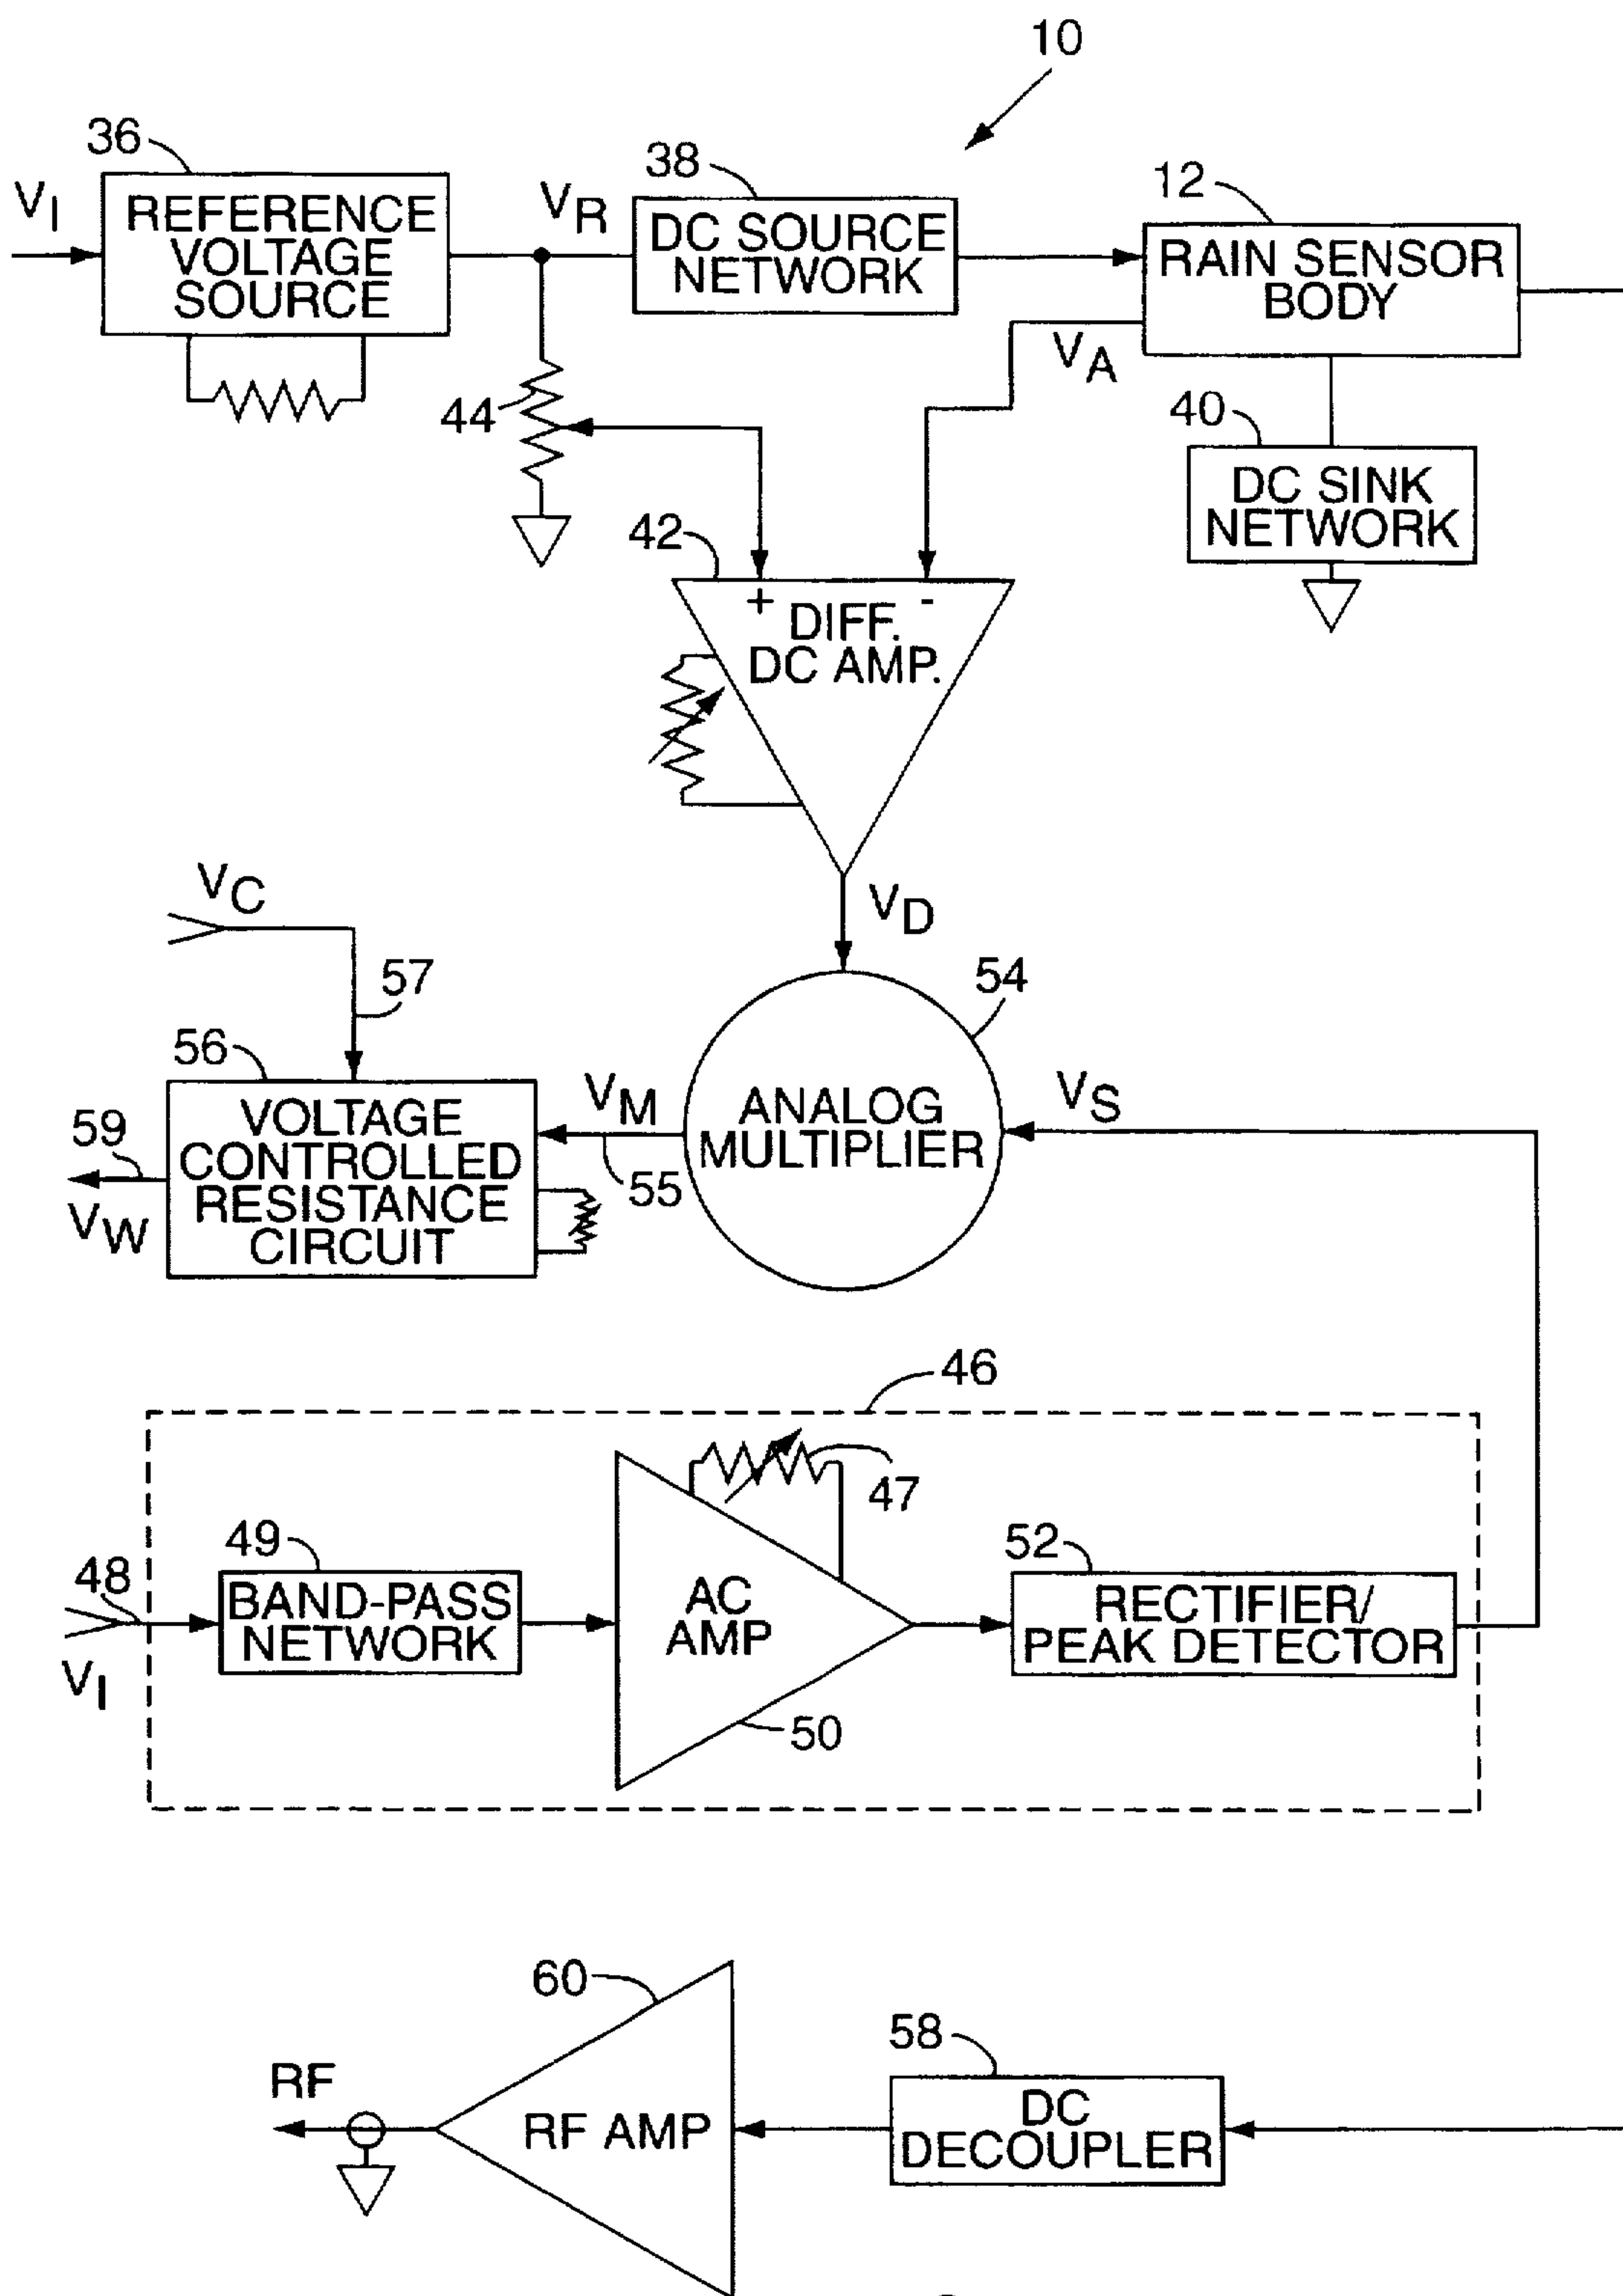 10
36
38
12
VI
REFERENCE
VOLTAGE
SOURCE
VR
DC SOURCE
NETWORK
RAIN SENSOR
BODY
VA
44
40
DC SINK
NETWORK
42
+ -
DIFF.
DC AMP.
VC
VD
57
54
56
59
VOLTAGE
CONTROLLED
RESISTANCE
CIRCUIT
VM
55
ANALOG
MULTIPLIER
VS
VW
46
47
49
52
48
BAND-PASS
NETWORK
AC
AMP
RECTIFIER/
PEAK DETECTOR
VI
50
60
58
RF
RF AMP
DC
DECOUPLER